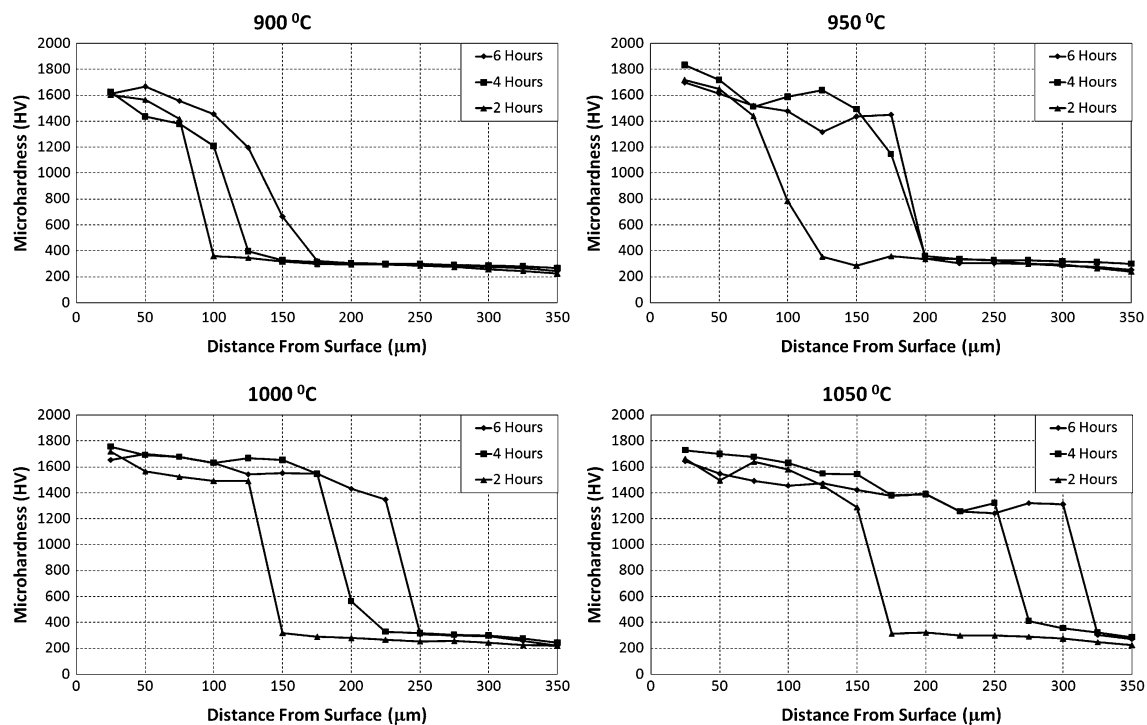 900 ⁰C
2000
1800
1600
1400
1200
1000
800
600
400
200
0
Microhardness (HV)
6 Hours
4 Hours
2 Hours
0 50 100 150 200 250 300 350
Distance From Surface (μm)
950 ⁰C
2000
1800
1600
1400
1200
1000
800
600
400
200
0
Microhardness (HV)
6 Hours
4 Hours
2 Hours
0 50 100 150 200 250 300 350
Distance From Surface (μm)
1000 ⁰C
2000
1800
1600
1400
1200
1000
800
600
400
200
0
Microhardness (HV)
6 Hours
4 Hours
2 Hours
0 50 100 150 200 250 300 350
Distance From Surface (μm)
1050 ⁰C
2000
1800
1600
1400
1200
1000
800
600
400
200
0
Microhardness (HV)
6 Hours
4 Hours
2 Hours
0 50 100 150 200 250 300 350
Distance From Surface (μm)